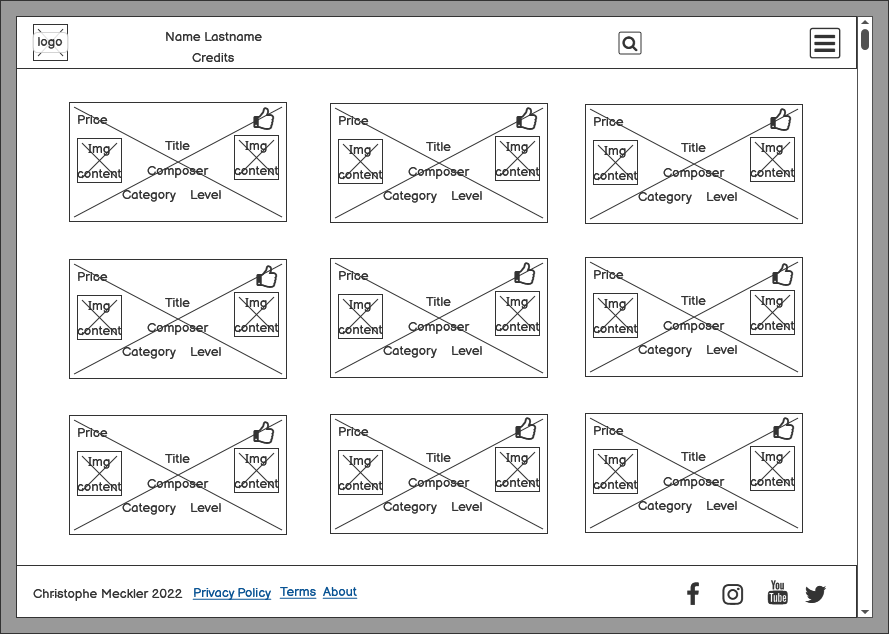 logo
Name Lastname
Credits
Price
Title
Img
content
Composer
Img
content
Category Level
Price
Title
Img
content
Composer
Img
content
Category Level
Price
Title
Img
content
Composer
Img
content
Category Level
Price
Title
Img
content
Composer
Img
content
Category Level
Price
Title
Img
content
Composer
Img
content
Category Level
Price
Title
Img
content
Composer
Img
content
Category Level
Price
Title
Img
content
Composer
Img
content
Category Level
Price
Title
Img
content
Composer
Img
content
Category Level
Price
Title
Img
content
Composer
Img
content
Category Level
Christophe Meckler 2022 Privacy Policy Terms About
You
Tube